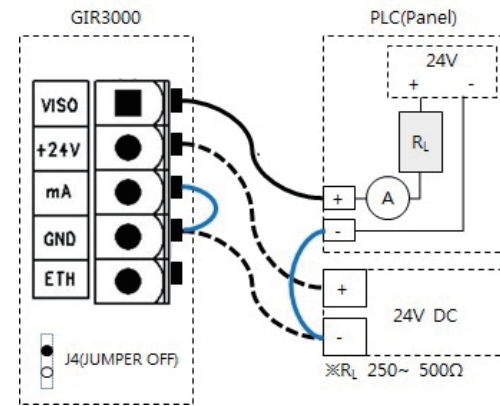 GIR3000
PLC(Panel)
VISO
+24V
mA
GND
ETH
J4(JUMPER OFF)
24V
+ -
RL
+ A
-
+
24V DC
-
※RL 250~ 500Ω